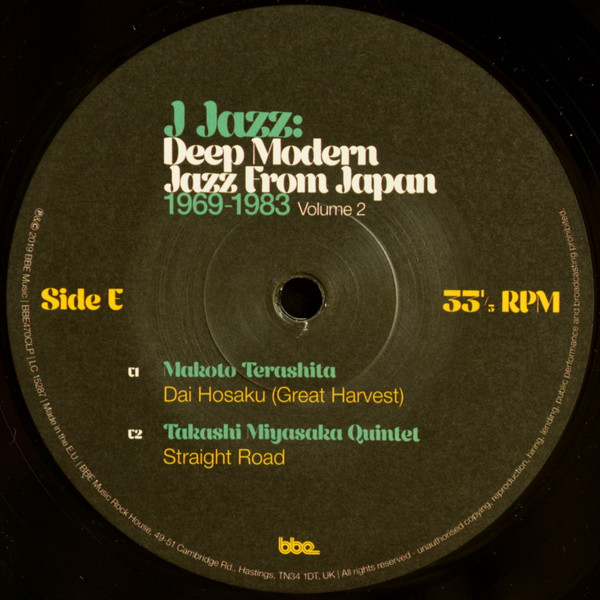 J Jazz:
Deep Modern
Jazz From Japan
1969-1983 Volume 2
Side E
33 1/3 RPM
E1 Makoto Terashita
Dai Hosaku (Great Harvest)
E2 Takashi Miyasaka Quintet
Straight Road
bbe
℗&© 2019 BBE Music | BBE470CLP | LC 15287 | Made in the E.U. | BBE Music Rock House, 49-51 Cambridge Rd., Hastings, TN34 1DT, UK | All rights reserved - unauthorised copying, reproduction, hiring, lending, public performance and broadcasting prohibited.